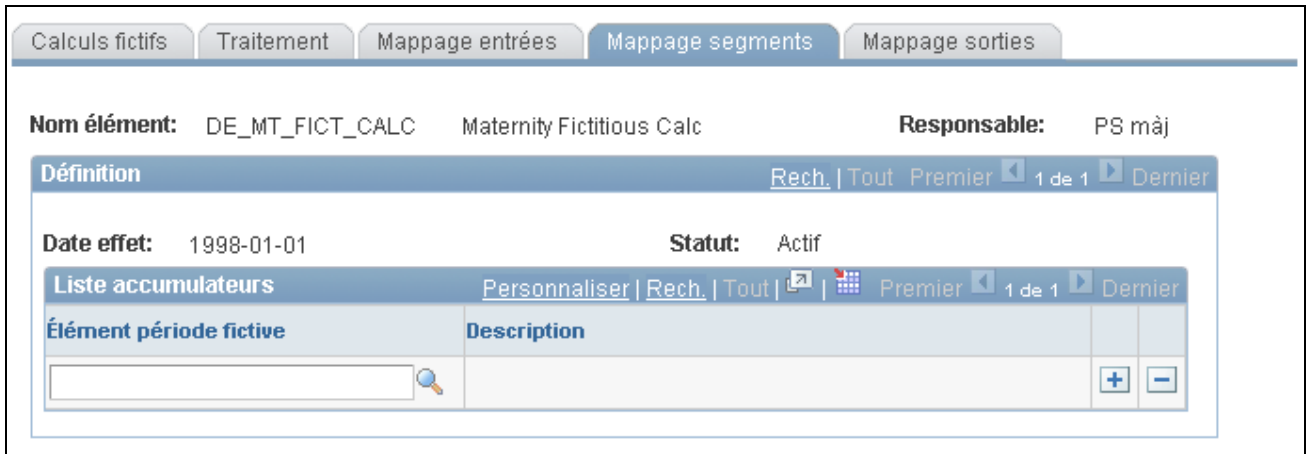 Calculs fictifs Traitement Mappage entrées Mappage segments Mappage sorties
Nom élément: DE_MT_FICT_CALC Maternity Fictitious Calc Responsable: PS màj
Définition Rech. | Tout Premier 1 de 1 Dernier
Date effet: 1998-01-01 Statut: Actif
Liste accumulateurs Personnaliser | Rech. | Tout | | Premier 1 de 1 Dernier
Élément période fictive Description